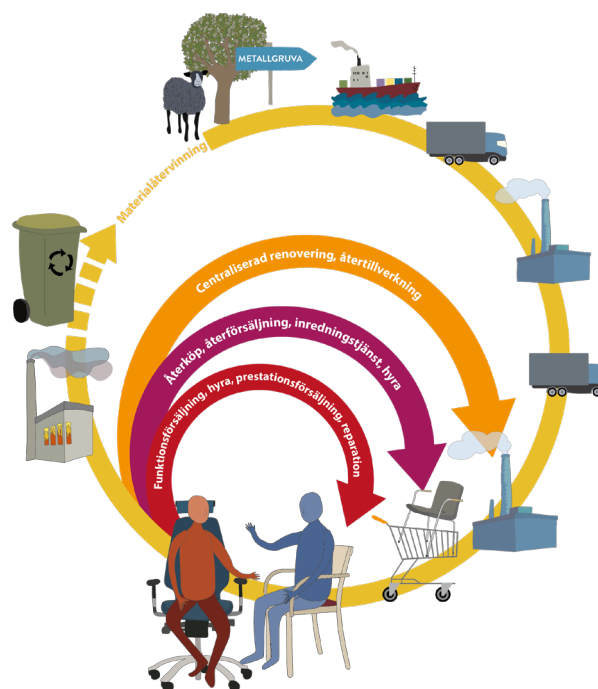 METALLGRUVA
Materialåtervinning
Centraliserad renovering, återtillverkning
Återköp, återförsäljning, inredningstjänst, hyra
Funktionsförsäljning, hyra, prestationsförsäljning, reparation